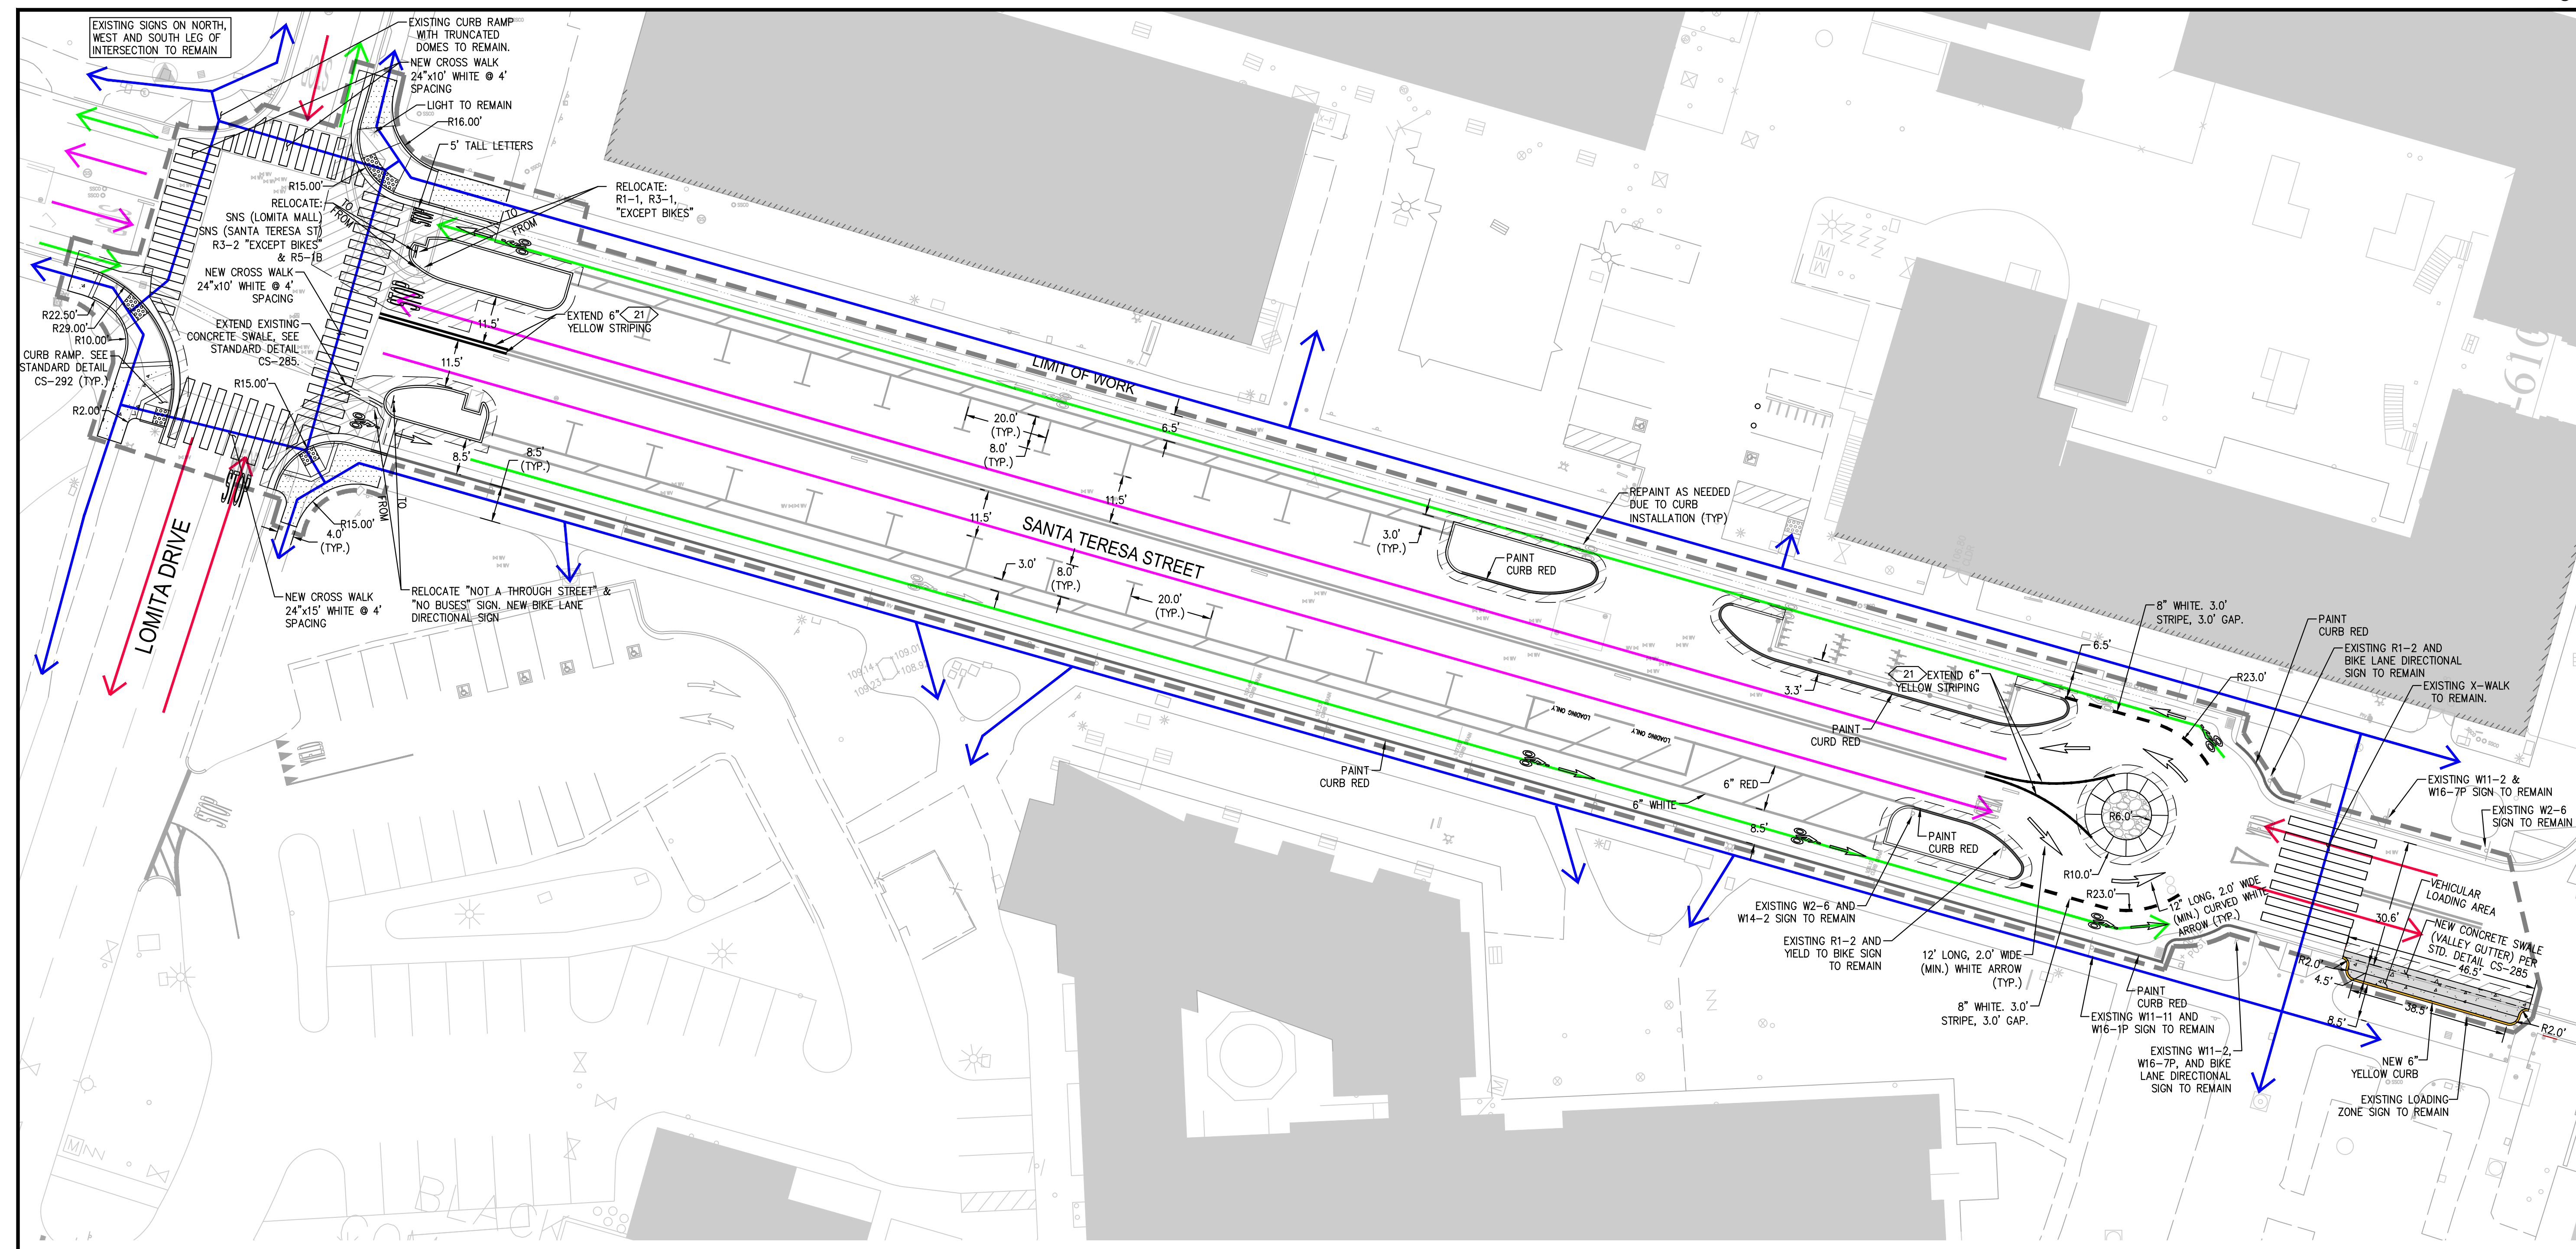 EXISTING SIGNS ON NORTH,
WEST AND SOUTH LEG OF
INTERSECTION TO REMAIN
EXISTING CURB RAMP
WITH TRUNCATED
DOMES TO REMAIN.
NEW CROSS WALK
24"x10' WHITE @ 4'
SPACING
LIGHT TO REMAIN
R16.00'
5' TALL LETTERS
R15.00'
RELOCATE:
SNS (LOMITA MALL)
SNS (SANTA TERESA ST)
R3-2 "EXCEPT BIKES"
& R5-1B
TO
FROM
RELOCATE:
R1-1, R3-1,
"EXCEPT BIKES"
TO
FROM
STOP
STOP
NEW CROSS WALK
24"x10' WHITE @ 4'
SPACING
R22.50'
R29.00'
R10.00'
EXTEND EXISTING
CONCRETE SWALE, SEE
STANDARD DETAIL
CS-285.
CURB RAMP. SEE
STANDARD DETAIL
CS-292 (TYP.)
R15.00'
R2.00'
11.5'
11.5'
EXTEND 6"
YELLOW STRIPING
21
8.5'
8.5'
(TYP.)
TO
FROM
R15.00'
4.0'
(TYP.)
STOP
LOMITA DRIVE
NEW CROSS WALK
24"x15' WHITE @ 4'
SPACING
RELOCATE "NOT A THROUGH STREET" &
"NO BUSES" SIGN. NEW BIKE LANE
DIRECTIONAL SIGN
STOP
LIMIT OF WORK
20.0'
(TYP.)
8.0'
(TYP.)
6.5'
11.5'
11.5'
SANTA TERESA STREET
3.0'
8.0'
(TYP.)
20.0'
(TYP.)
3.0'
(TYP.)
PAINT
CURB RED
REPAINT AS NEEDED
DUE TO CURB
INSTALLATION (TYP)
109.14
109.01
109.23
108.9
LOADING ONLY
LOADING ONLY
3.3'
21
EXTEND 6"
YELLOW STRIPING
PAINT
CURD RED
PAINT
CURB RED
6" RED
6" WHITE
8.5'
PAINT
CURB RED
8" WHITE. 3.0'
STRIPE, 3.0' GAP.
6.5'
R23.0'
PAINT
CURB RED
EXISTING R1-2 AND
BIKE LANE DIRECTIONAL
SIGN TO REMAIN
EXISTING X-WALK
TO REMAIN.
EXISTING W11-2 &
W16-7P SIGN TO REMAIN
EXISTING W2-6
SIGN TO REMAIN
R6.0'
R10.0'
R23.0'
12' LONG, 2.0' WIDE
(MIN.) CURVED WHITE
ARROW (TYP.)
VEHICULAR
LOADING AREA
30.6'
NEW CONCRETE SWALE
(VALLEY GUTTER) PER
STD. DETAIL CS-285
46.5'
R2.0'
4.5'
38.5'
8.5'
R2.0'
EXISTING W2-6 AND
W14-2 SIGN TO REMAIN
EXISTING R1-2 AND
YIELD TO BIKE SIGN
TO REMAIN
12' LONG, 2.0' WIDE
(MIN.) WHITE ARROW
(TYP.)
8" WHITE. 3.0'
STRIPE, 3.0' GAP.
PAINT
CURB RED
EXISTING W11-11 AND
W16-1P SIGN TO REMAIN
EXISTING W11-2,
W16-7P, AND BIKE
LANE DIRECTIONAL
SIGN TO REMAIN
NEW 6"
YELLOW CURB
EXISTING LOADING
ZONE SIGN TO REMAIN